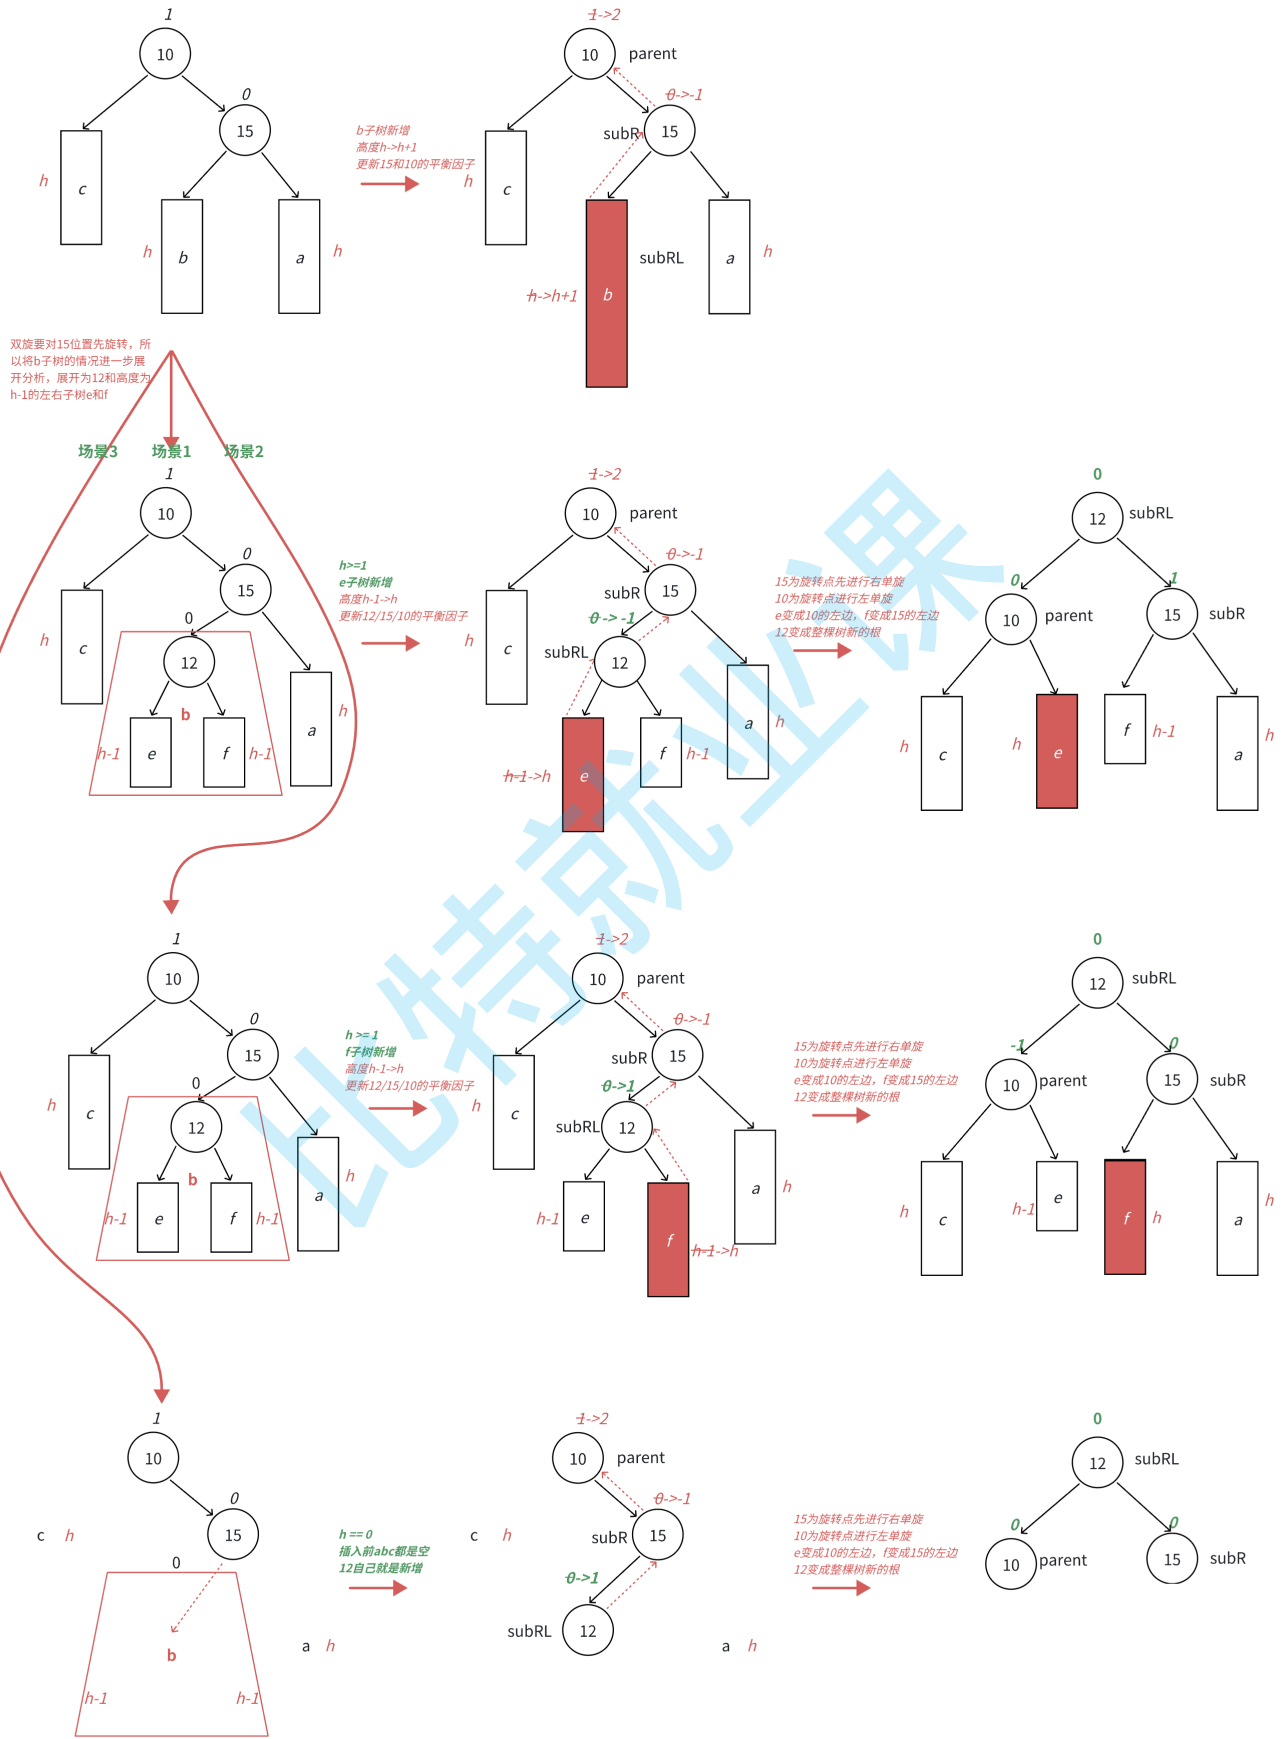 1
10
0
15
h
c
h
b
a
h
b子树新增
高度h->h+1
更新15和10的平衡因子
1->2
10
parent
0->-1
subR
15
h
c
subRL
a
h
h->h+1
b
双旋要对15位置先旋转，所
以将b子树的情况进一步展
开分析，展开为12和高度为
h-1的左右子树e和f
场景3
场景1
场景2
1
10
0
15
0
h
c
12
b
h-1
e
f
h-1
a
h
h>=1
e子树新增
高度h-1->h
更新12/15/10的平衡因子
1->2
10
parent
0->-1
subR
15
0 -> -1
h
c
subRL
12
a
h
h-1->h
e
f
h-1
15为旋转点先进行右单旋
10为旋转点进行左单旋
e变成10的右边，f变成15的左边
12变成整棵树新的根
0
12
subRL
0
10
parent
1
15
subR
h
c
h
e
f
h-1
a
h
1
10
0
15
0
h
c
12
b
h-1
e
f
h-1
a
h
h >= 1
f子树新增
高度h-1->h
更新12/15/10的平衡因子
1->2
10
parent
0->-1
subR
15
0->1
h
c
subRL
12
a
h
h-1
e
f
h-1->h
15为旋转点先进行右单旋
10为旋转点进行左单旋
e变成10的左边，f变成15的左边
12变成整棵树新的根
0
12
subRL
-1
10
parent
0
15
subR
h
c
h-1
e
f
h
a
h
1
10
0
15
0
c
h
b
a
h
h-1
h-1
h == 0
插入前abc都是空
12自己就是新增
1->2
10
parent
0->-1
subR
15
c
h
0->1
subRL
12
a
h
15为旋转点先进行右单旋
10为旋转点进行左单旋
e变成10的左边，f变成15的左边
12变成整棵树新的根
0
12
subRL
0
10
parent
0
15
subR
比特就业课